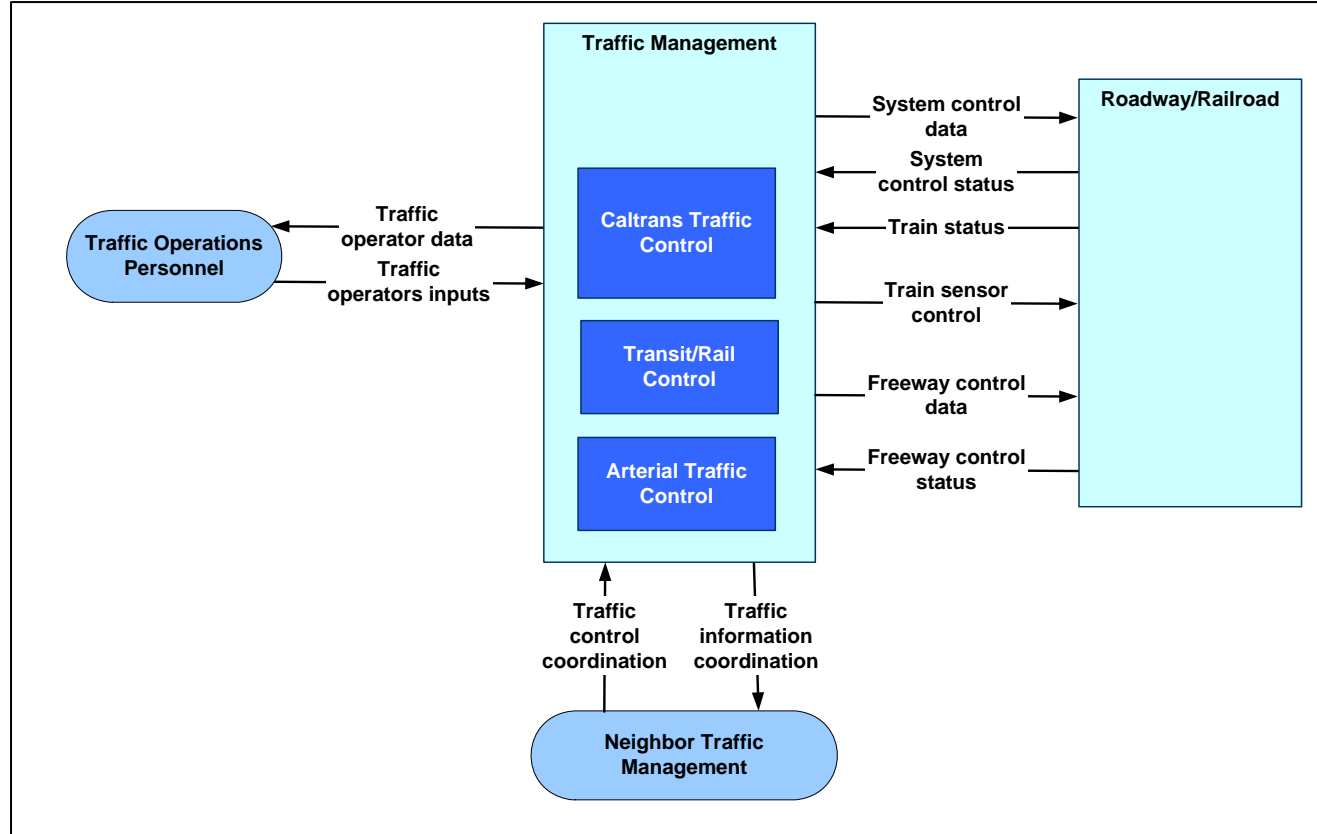 Traffic Management
Roadway/Railroad
System control
data
System
control status
Train status
Train sensor
control
Freeway control
data
Freeway control
status
Caltrans Traffic
Control
Transit/Rail
Control
Arterial Traffic
Control
Traffic
operator data
Traffic
operators inputs
Traffic Operations
Personnel
Traffic
control
coordination
Traffic
information
coordination
Neighbor Traffic
Management